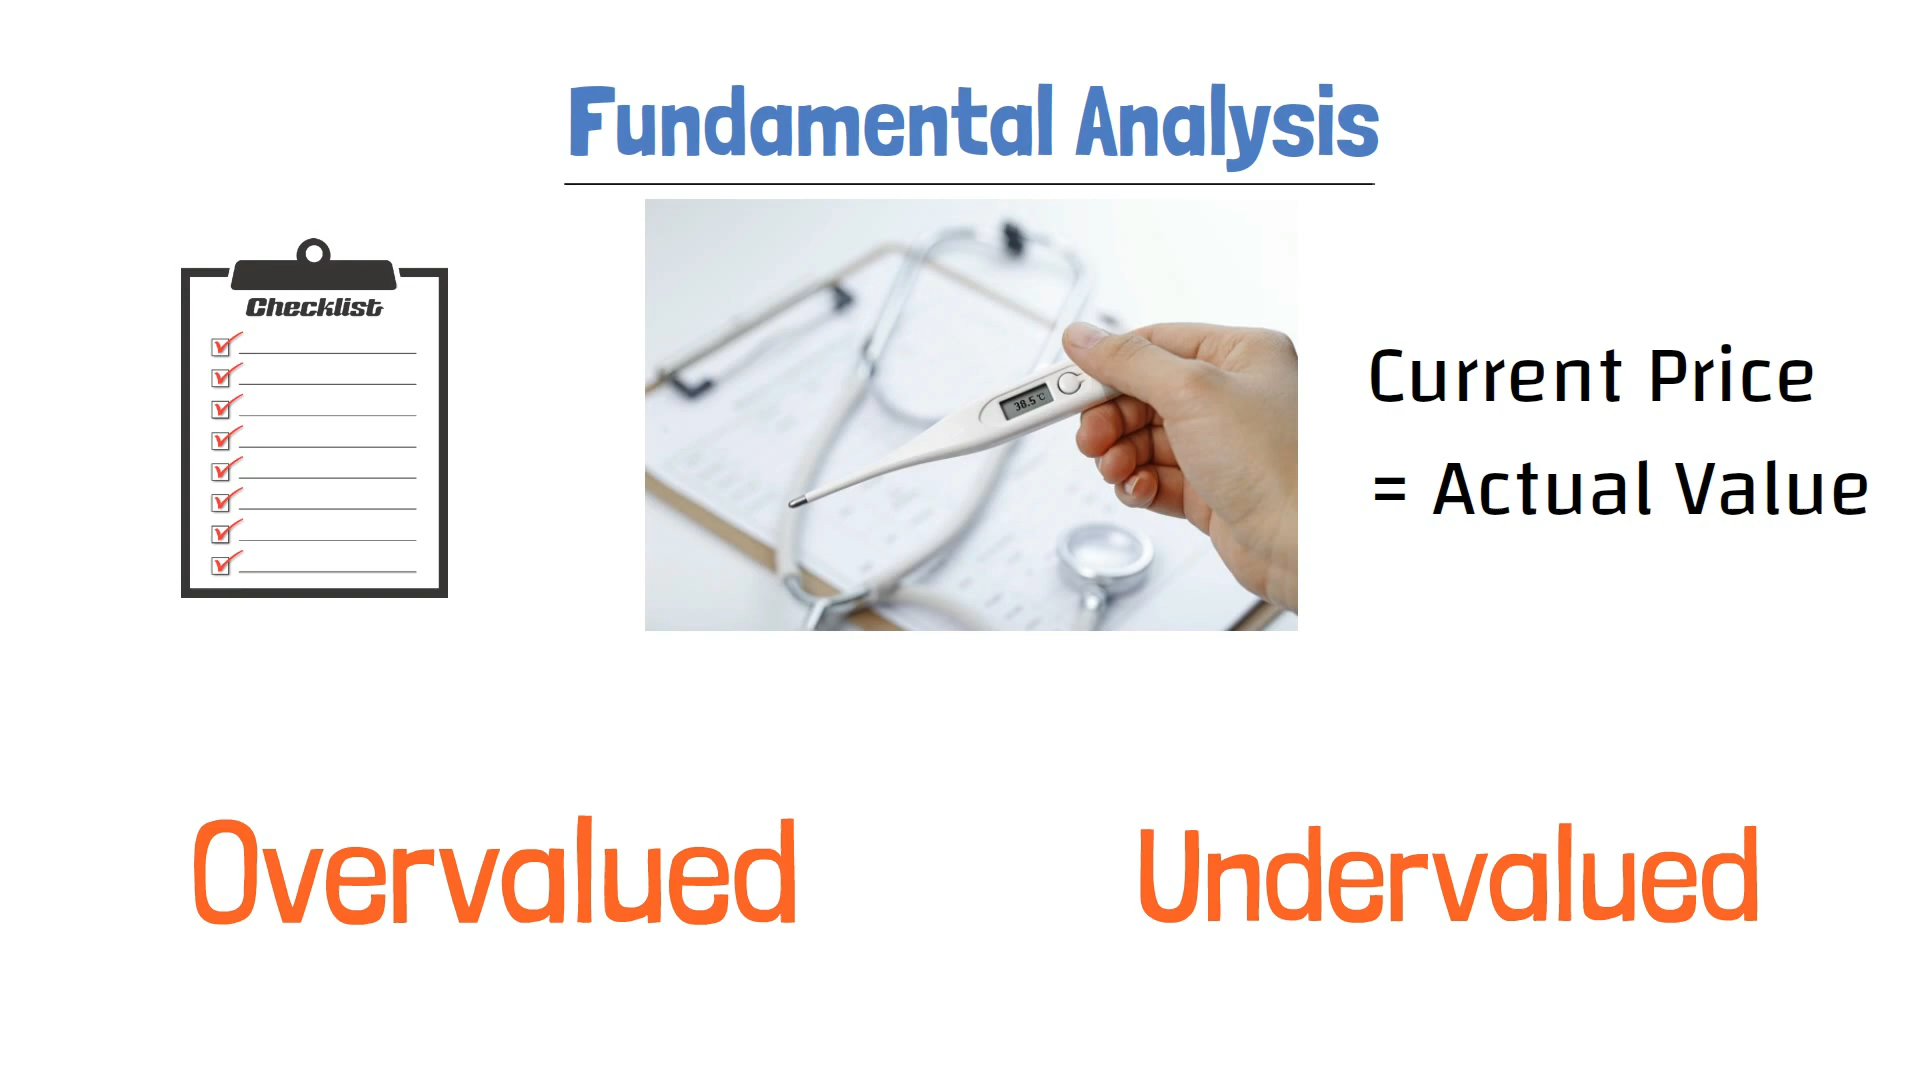 Fundamental Analysis
Checklist
38.5 °C
Current Price
= Actual Value
Overvalued
Undervalued